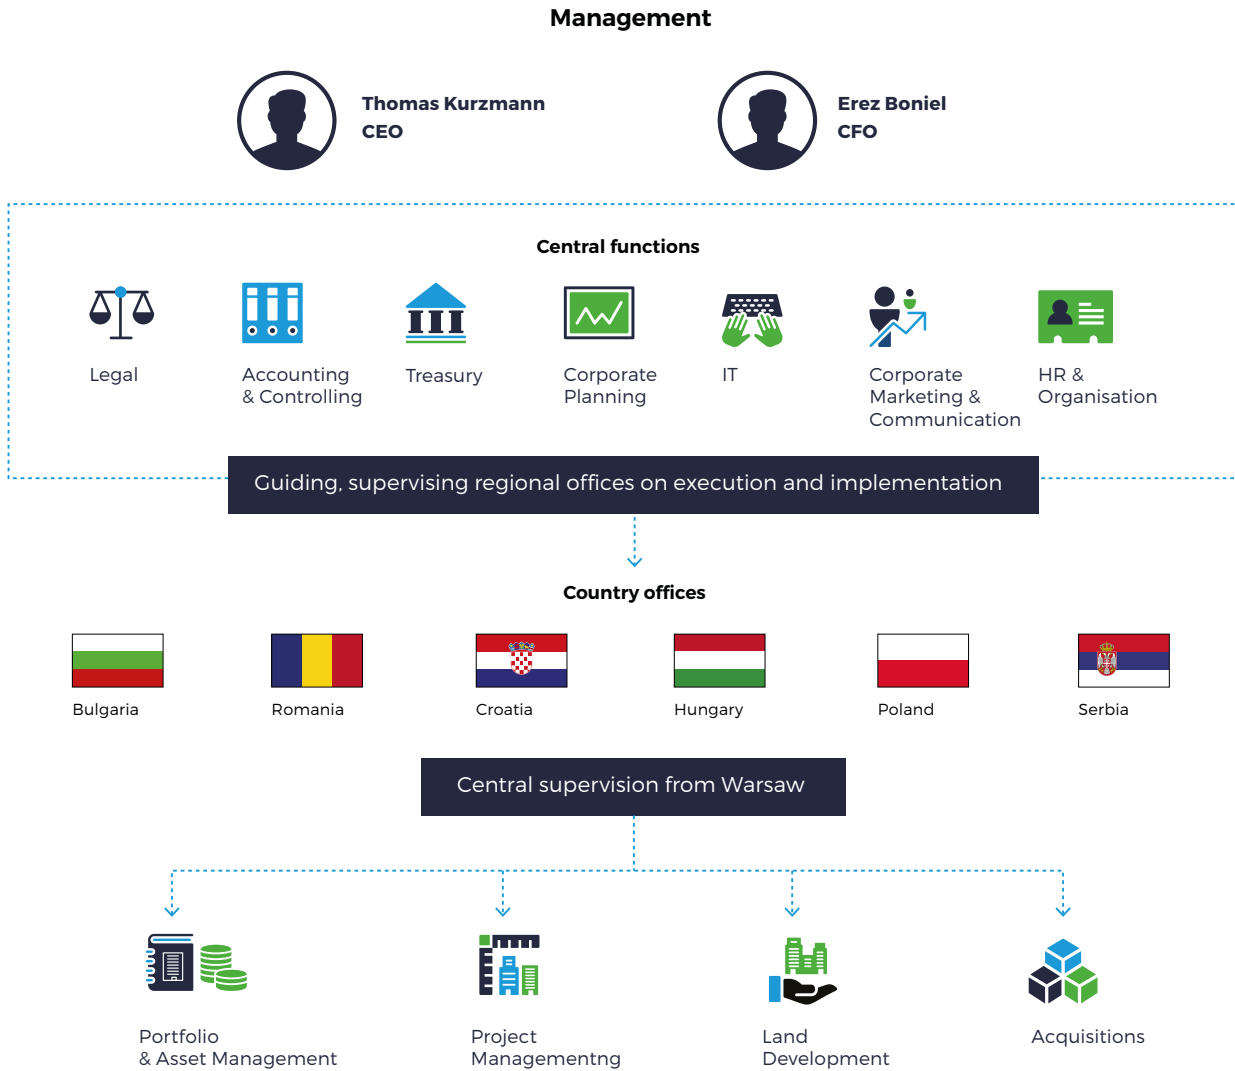 Management
Thomas Kurzmann
CEO
Erez Boniel
CFO
Central functions
Legal
Accounting
& Controlling
Treasury
Corporate
Planning
IT
Corporate
Marketing &
Communication
HR &
Organisation
Guiding, supervising regional offices on execution and implementation
Country offices
Bulgaria
Romania
Croatia
Hungary
Poland
Serbia
Central supervision from Warsaw
Portfolio
& Asset Management
Project
Managementng
Land
Development
Acquisitions